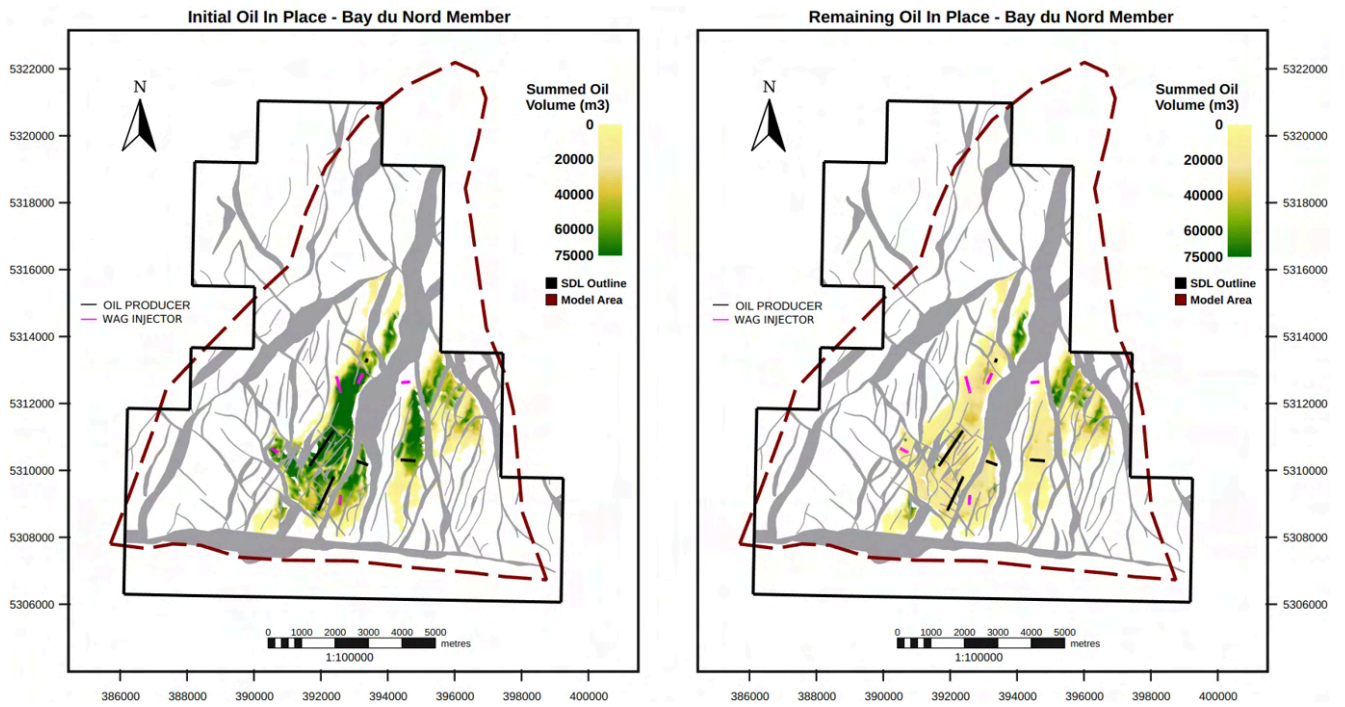 Initial Oil In Place - Bay du Nord Member
5322000
5320000
5318000
5316000
5314000
5312000
5310000
5308000
5306000
N
Summed Oil
Volume (m3)
0
20000
40000
60000
75000
SDL Outline
Model Area
OIL PRODUCER
WAG INJECTOR
0 1000 2000 3000 4000 5000
metres
1:100000
386000 388000 390000 392000 394000 396000 398000 400000
Remaining Oil In Place - Bay du Nord Member
N
Summed Oil
Volume (m3)
0
20000
40000
60000
75000
SDL Outline
Model Area
OIL PRODUCER
WAG INJECTOR
5322000
5320000
5318000
5316000
5314000
5312000
5310000
5308000
5306000
0 1000 2000 3000 4000 5000
metres
1:100000
386000 388000 390000 392000 394000 396000 398000 400000